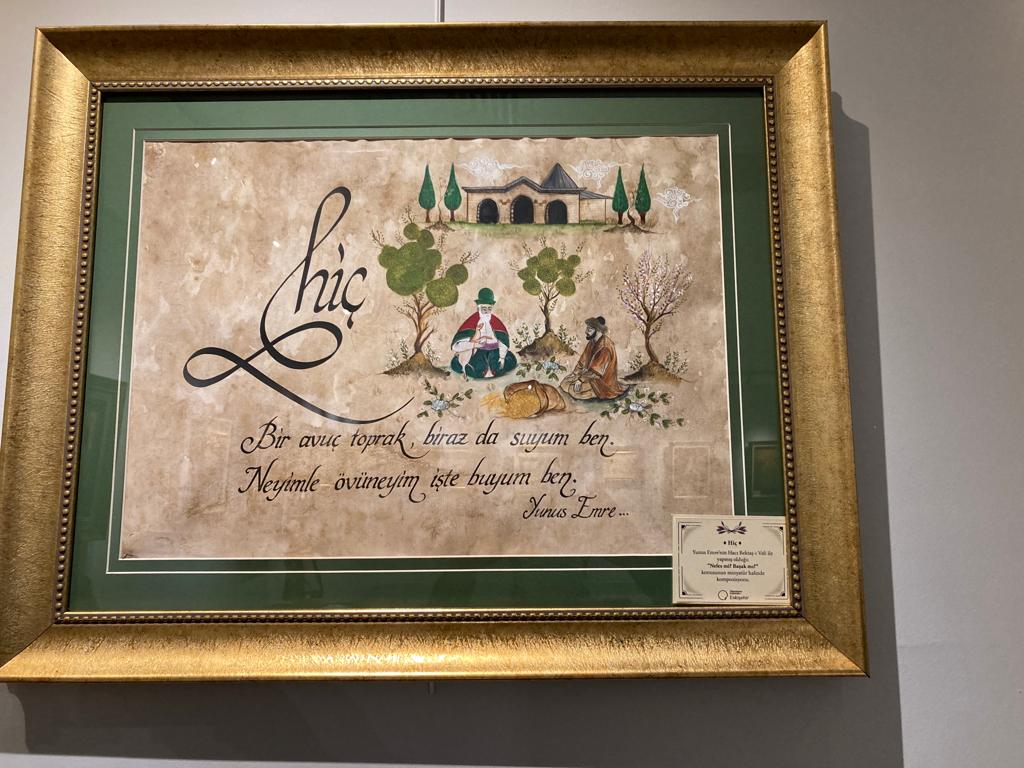 hiç
Bir avuç toprak, biraz da suyum ben.
Neyimle övüneyim işte buyum ben.
Yunus Emre...
• Hiç •
Yunus Emre'nin Hacı Bektaş-ı Veli ile
yapmış olduğu,
"Nefes mi? Başak mı?"
konusunun minyatür halinde
kompozisyonu.
Eskişehir